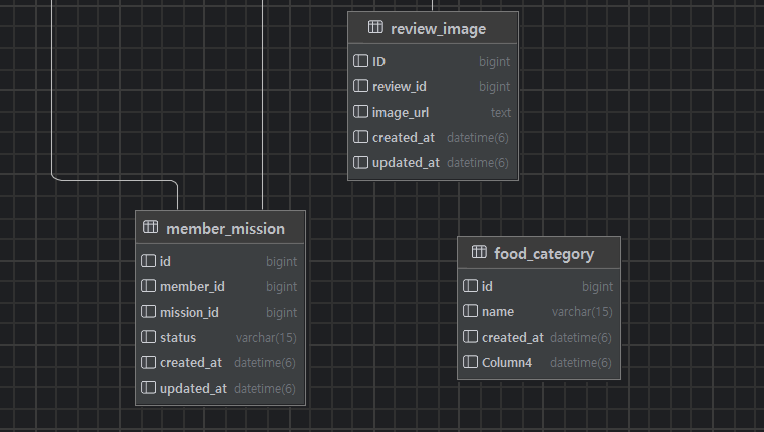 review_image
ID bigint
review_id bigint
image_url text
created_at datetime(6)
updated_at datetime(6)
member_mission
id bigint
member_id bigint
mission_id bigint
status varchar(15)
created_at datetime(6)
updated_at datetime(6)
food_category
id bigint
name varchar(15)
created_at datetime(6)
Column4 datetime(6)